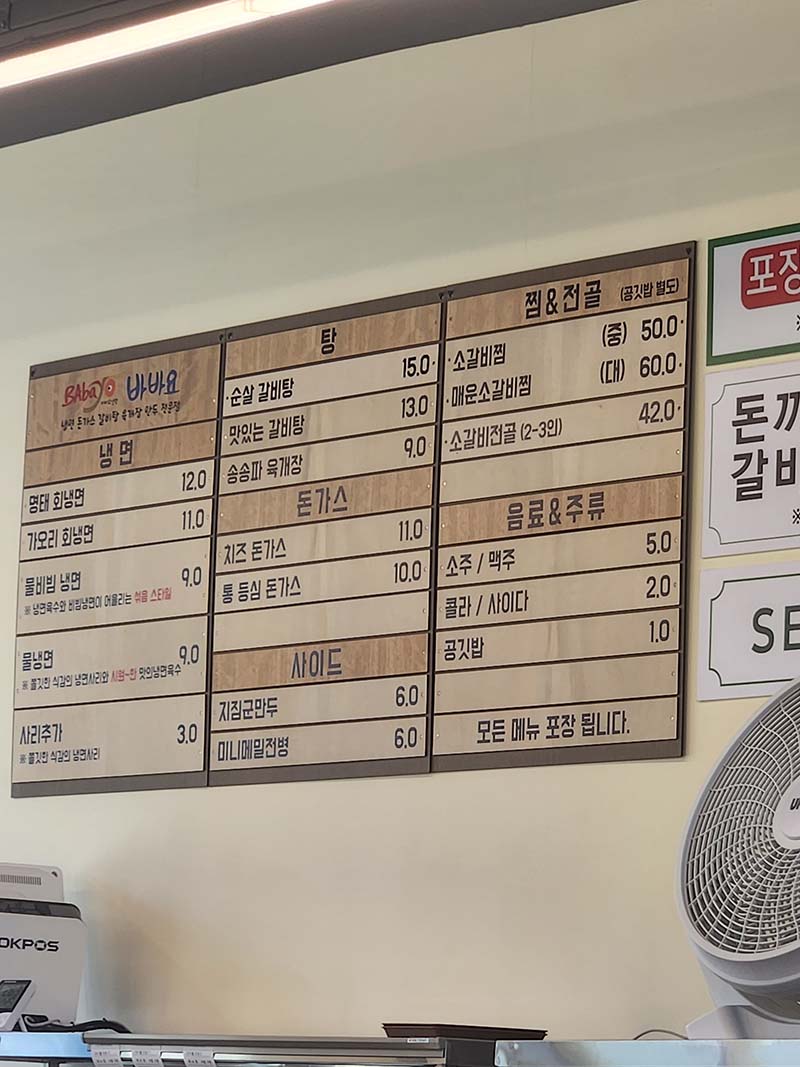 BAbaYO 바바요
냉면 돈가스 갈비탕 육개장 만두 전문점
냉면
명태 회냉면 12.0
가오리 회냉면 11.0
물비빔 냉면 9.0
※ 냉면육수와 비빔냉면이 어울리는 섞음 스타일
물냉면 9.0
※ 쫄깃한 식감의 냉면사리와 시원~한 맛의냉면육수
사리추가 3.0
※ 쫄깃한 식감의 냉면사리
탕
순살 갈비탕 15.0
맛있는 갈비탕 13.0
송송파 육개장 9.0
돈가스
치즈 돈가스 11.0
통 등심 돈가스 10.0
사이드
지짐군만두 6.0
미니메밀전병 6.0
찜&전골 (공깃밥 별도)
소갈비찜 (중) 50.0
매운소갈비찜 (대) 60.0
소갈비전골 (2-3인) 42.0
음료&주류
소주 / 맥주 5.0
콜라 / 사이다 2.0
공깃밥 1.0
모든 메뉴 포장 됩니다.
포장
※
돈까
갈비
※
SE
OKPOS